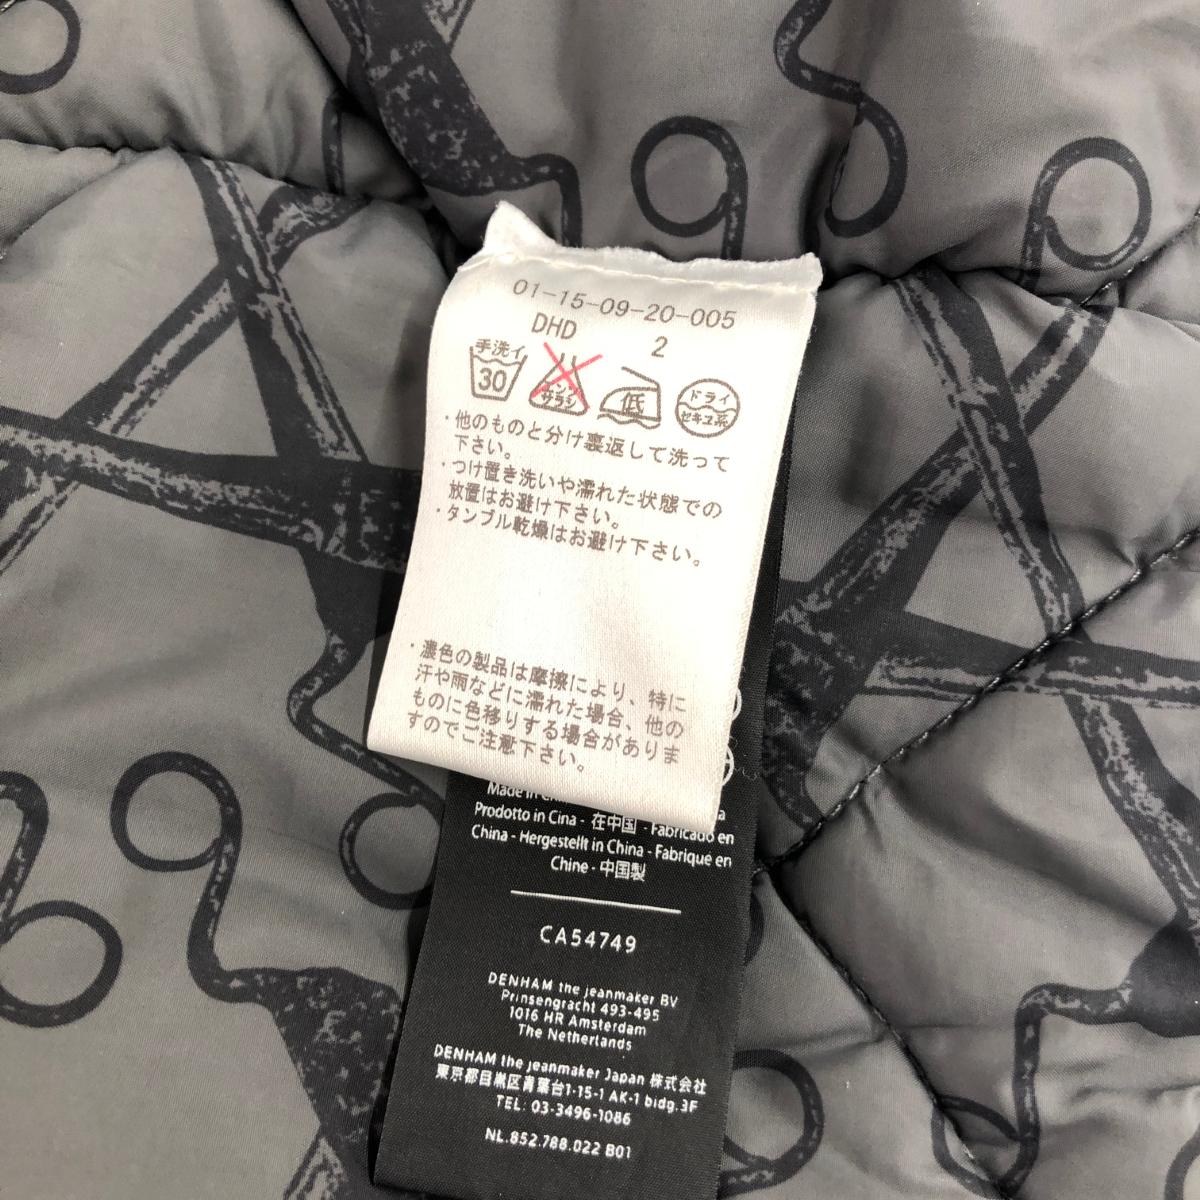 01-15-09-20-005
DHD 2
手洗イ
30
エンソ
サラシ
低
ドライ
セキユ系
・他のものと分け裏返して洗って
下さい。
・つけ置き洗いや濡れた状態での
放置はお避け下さい。
・タンブル乾燥はお避け下さい。
・濃色の製品は摩擦により、特に
汗や雨などに濡れた場合、他の
ものに色移りする場合がありま
すのでご注意下さい。
Made in
Prodotto in Cina - 在中国 - Fabricado en
China - Hergestellt in China - Fabriqué en
Chine - 中国製
CA54749
DENHAM the jeanmaker BV
Prinsengracht 493-495
1016 HR Amsterdam
The Netherlands
DENHAM the jeanmaker Japan 株式会社
東京都目黒区青葉台1-15-1 AK-1 bidg.3F
TEL: 03-3496-1086
NL.852.788.022 B01